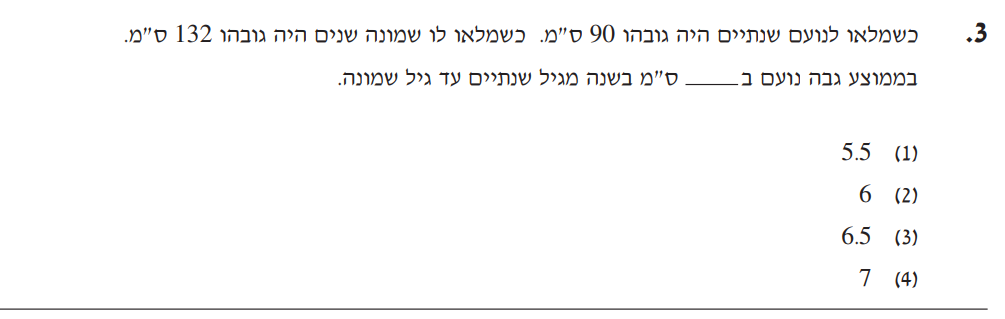 3. כשמלאו לנועם שנתיים היה גובהו 90 ס"מ. כשמלאו לו שמונה שנים היה גובהו 132 ס"מ.
בממוצע גבה נועם ב_____ ס"מ בשנה מגיל שנתיים עד גיל שמונה.
(1) 5.5
(2) 6
(3) 6.5
(4) 7